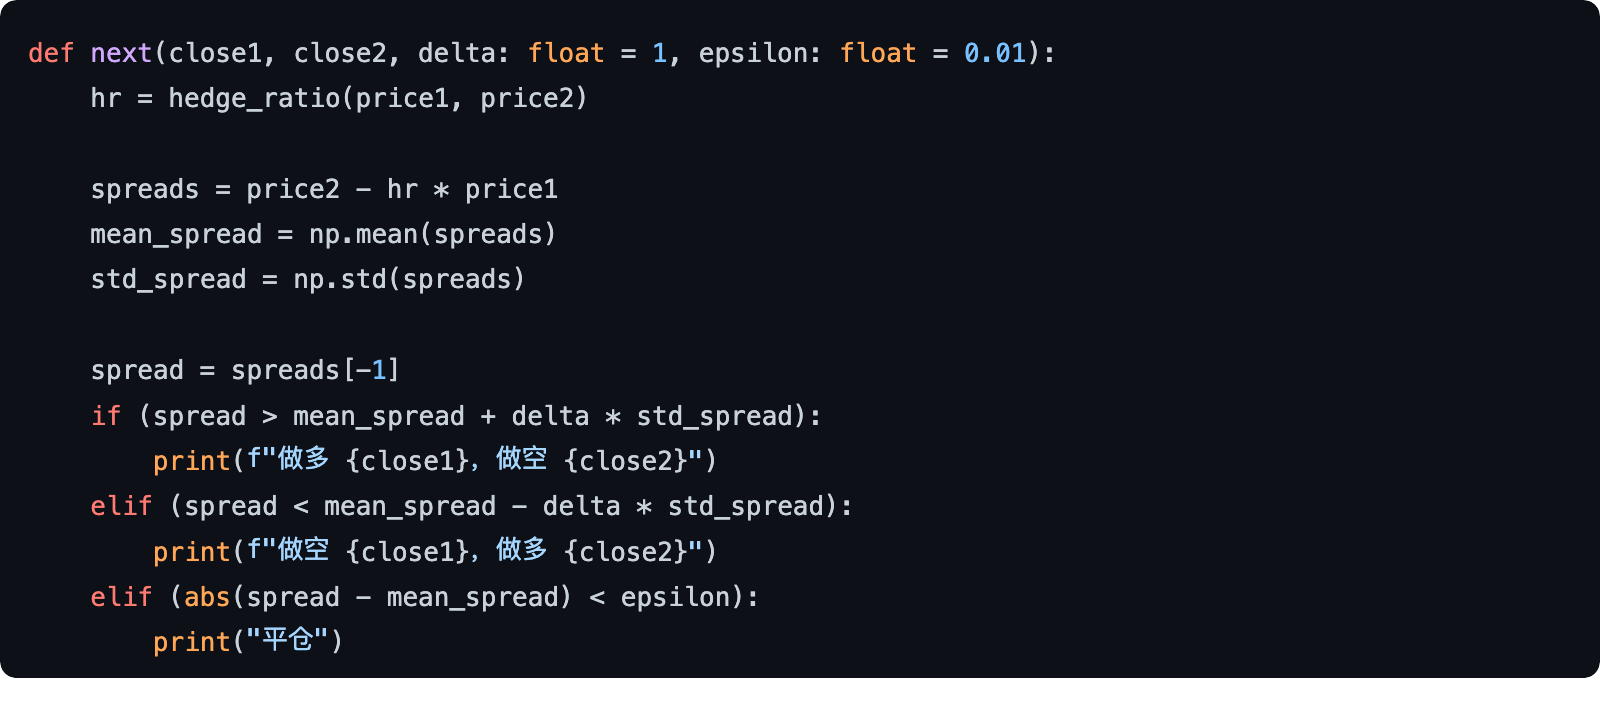 def next(close1, close2, delta: float = 1, epsilon: float = 0.01):
    hr = hedge_ratio(price1, price2)

    spreads = price2 - hr * price1
    mean_spread = np.mean(spreads)
    std_spread = np.std(spreads)

    spread = spreads[-1]
    if (spread > mean_spread + delta * std_spread):
        print(f"做多 {close1}，做空 {close2}")
    elif (spread < mean_spread - delta * std_spread):
        print(f"做空 {close1}，做多 {close2}")
    elif (abs(spread - mean_spread) < epsilon):
        print("平仓")